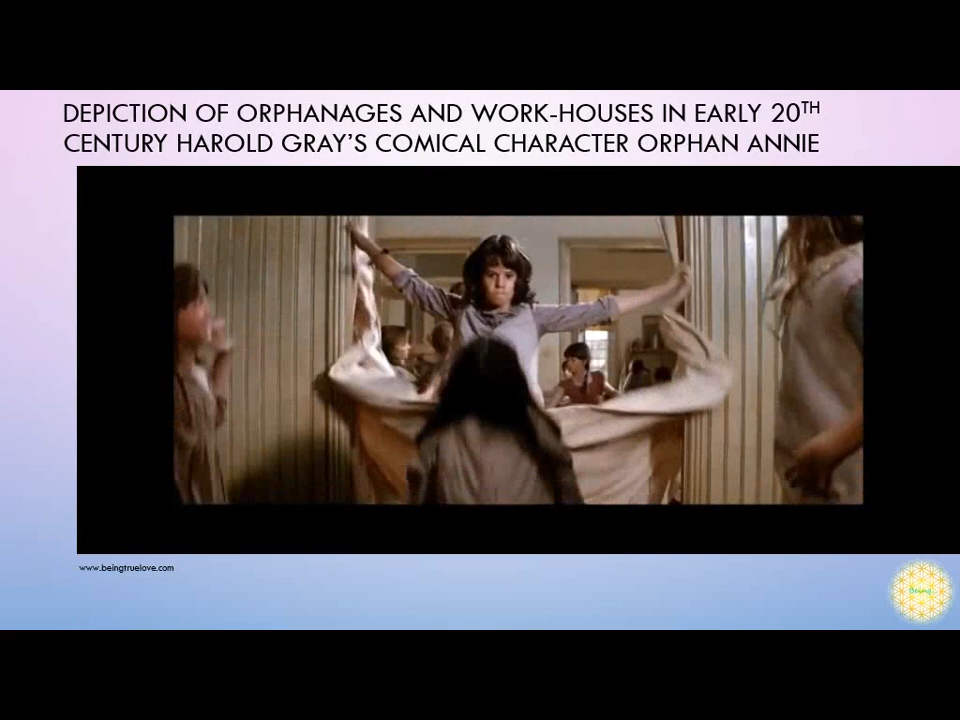 DEPICTION OF ORPHANAGES AND WORK-HOUSES IN EARLY 20TH
CENTURY HAROLD GRAY'S COMICAL CHARACTER ORPHAN ANNIE
www.beingtruelove.com
Being